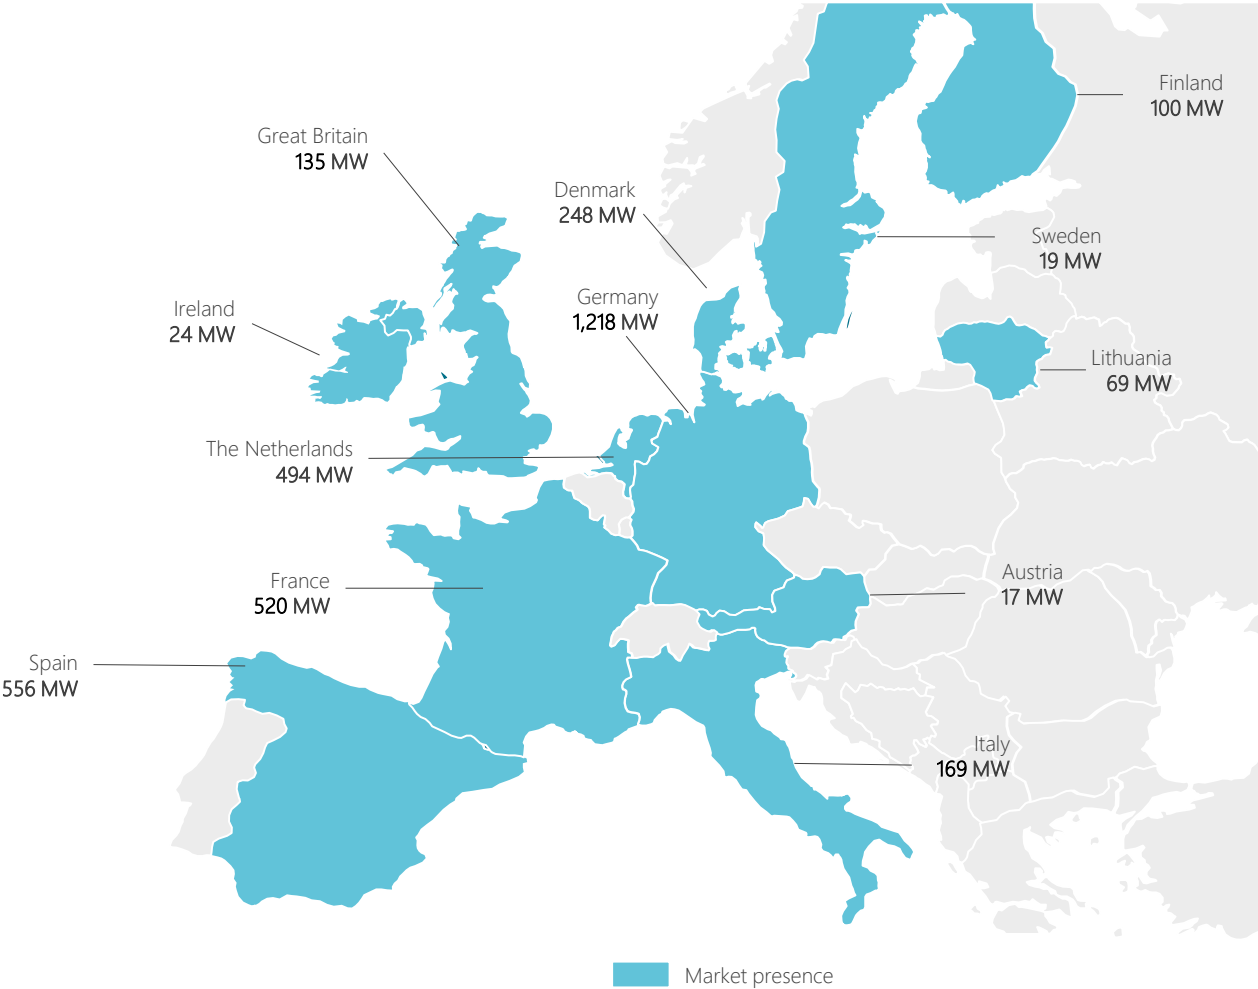 Finland
100 MW
Great Britain
135 MW
Denmark
248 MW
Sweden
19 MW
Germany
1,218 MW
Ireland
24 MW
Lithuania
69 MW
The Netherlands
494 MW
Austria
17 MW
France
520 MW
Spain
556 MW
Italy
169 MW
Market presence